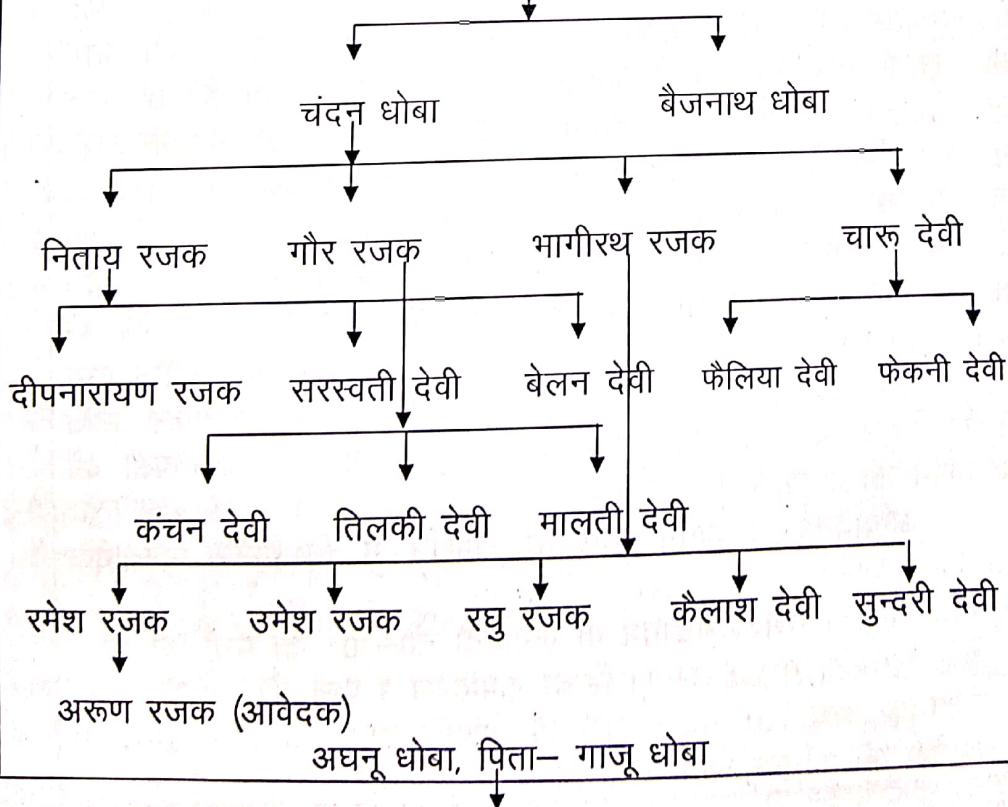 चंदन धोबा बैजनाथ धोबा
निताय रजक गौर रजक भागीरथ रजक चारू देवी
दीपनारायण रजक सरस्वती देवी बेलन देवी फैलिया देवी फेकनी देवी
कंचन देवी तिलकी देवी मालती देवी
रमेश रजक उमेश रजक रघु रजक कैलाश देवी सुन्दरी देवी
अरूण रजक (आवेदक)
अघनू धोबा, पिता– गाजू धोबा